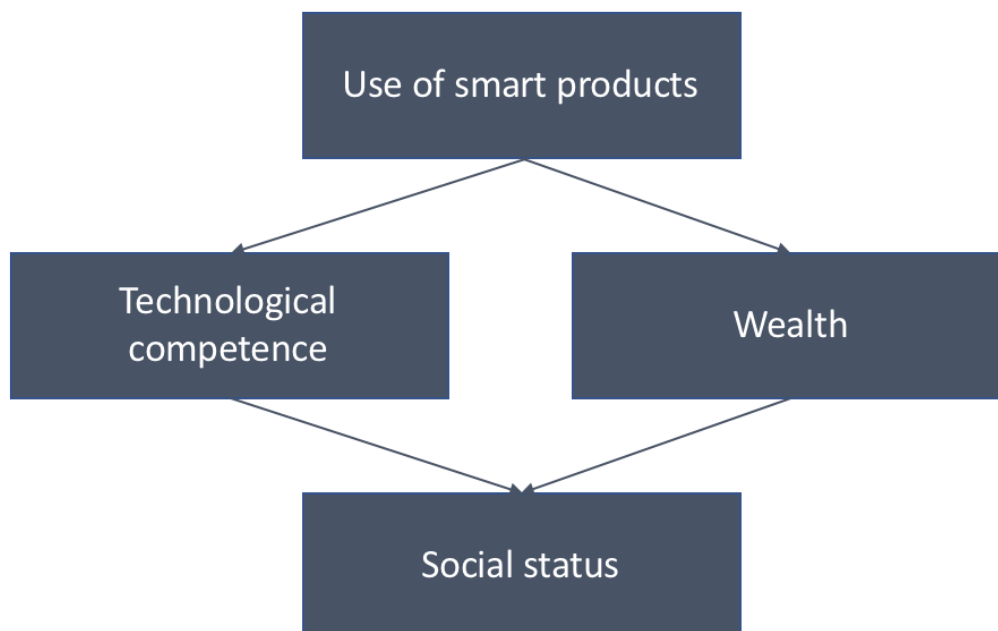 Use of smart products
Technological
competence
Wealth
Social status